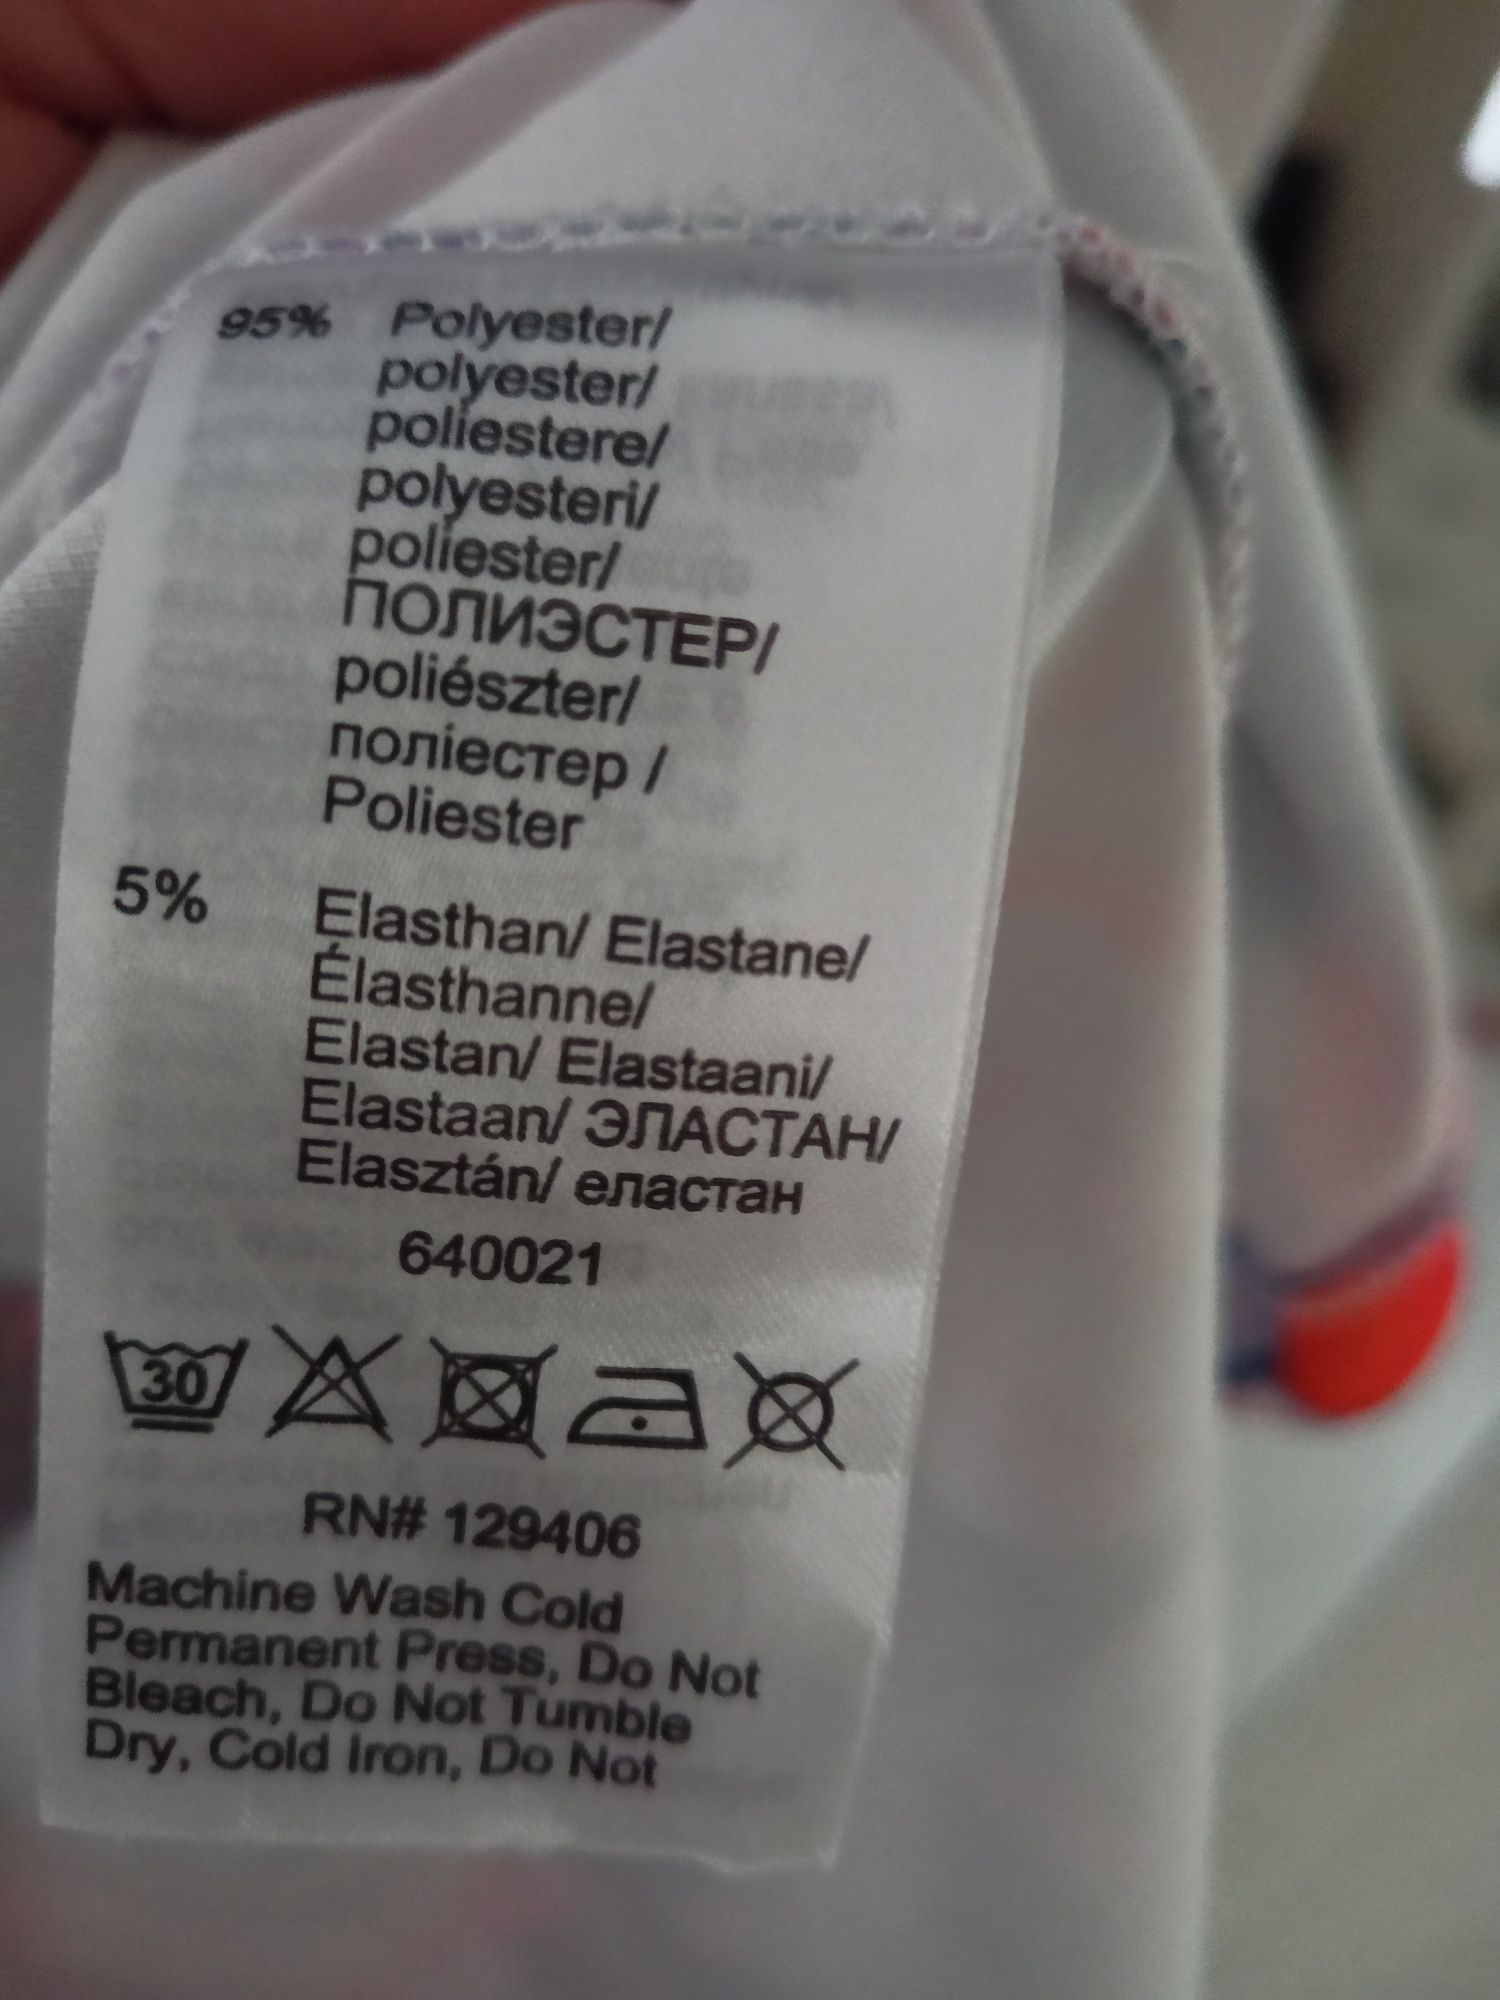 95% Polyester/
polyester/
poliestere/
polyesteri/
poliester/
ПОЛИЭСТЕР/
poliészter/
поліестер /
Poliester
5% Elasthan/ Elastane/
Élasthanne/
Elastan/ Elastaani/
Elastaan/ ЭЛАСТАН/
Elasztán/ еластан
640021
30
RN# 129406
Machine Wash Cold
Permanent Press, Do Not
Bleach, Do Not Tumble
Dry, Cold Iron, Do Not